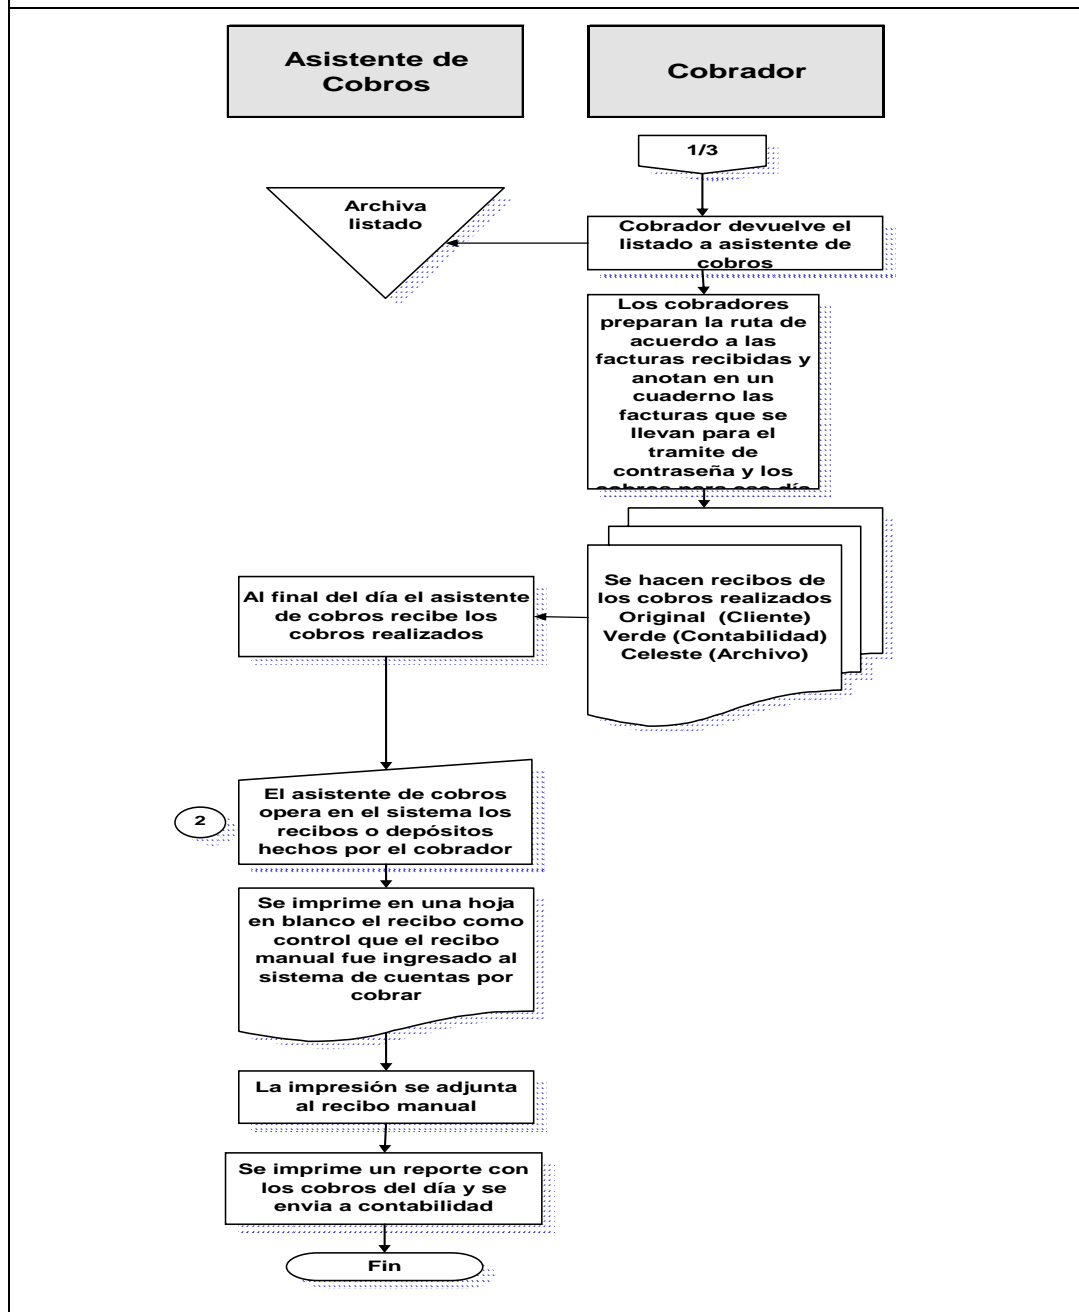 Asistente de
Cobros
Cobrador
1/3
Archiva
listado
Cobrador devuelve el
listado a asistente de
cobros
Los cobradores
preparan la ruta de
acuerdo a las
facturas recibidas y
anotan en un
cuaderno las
facturas que se
llevan para el
tramite de
contraseña y los
cobros para ese día
Se hacen recibos de
los cobros realizados
Original (Cliente)
Verde (Contabilidad)
Celeste (Archivo)
Al final del día el asistente
de cobros recibe los
cobros realizados
2
El asistente de cobros
opera en el sistema los
recibos o depósitos
hechos por el cobrador
Se imprime en una hoja
en blanco el recibo como
control que el recibo
manual fue ingresado al
sistema de cuentas por
cobrar
La impresión se adjunta
al recibo manual
Se imprime un reporte con
los cobros del día y se
envia a contabilidad
Fin